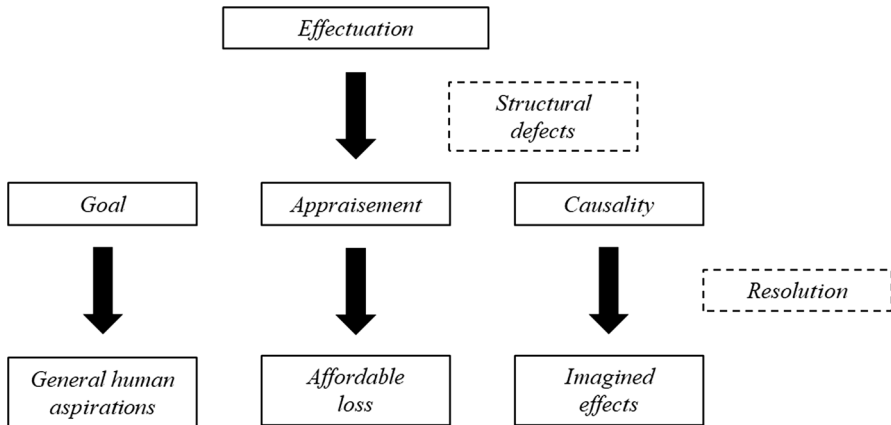 Effectuation
Structural
defects
Goal
Appraisement
Causality
Resolution
General human
aspirations
Affordable
loss
Imagined
effects